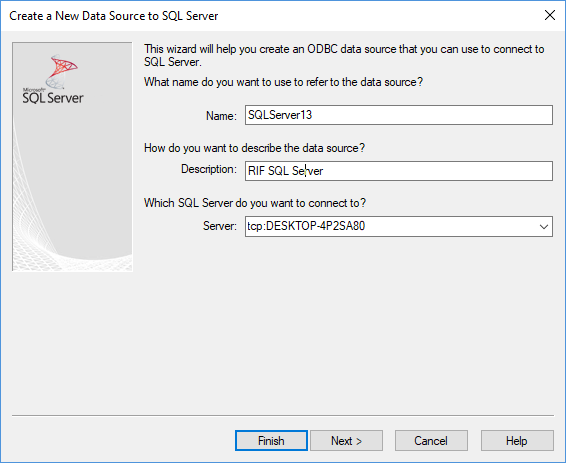 Create a New Data Source to SQL Server
Microsoft
SQL Server
This wizard will help you create an ODBC data source that you can use to connect to
SQL Server.
What name do you want to use to refer to the data source?
Name: SQLServer13
How do you want to describe the data source?
Description: RIF SQL Server
Which SQL Server do you want to connect to?
Server: tcp:DESKTOP-4P2SA80
Finish Next > Cancel Help